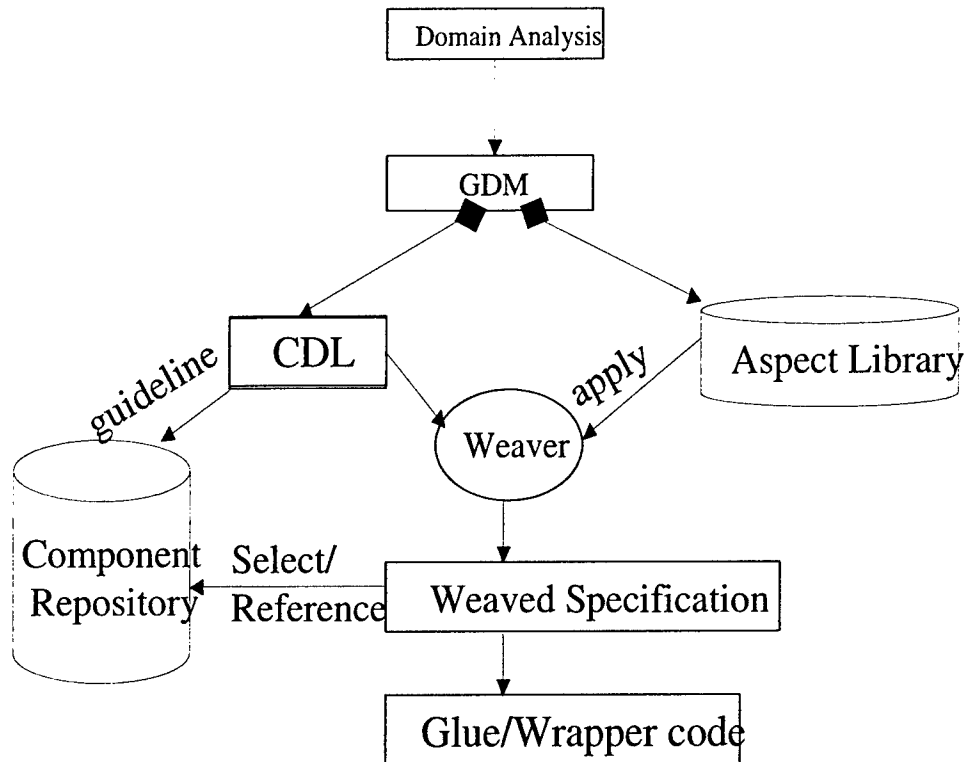 Domain Analysis
GDM
CDL
guideline
apply
Aspect Library
Weaver
Component
Repository
Select/
Reference
Weaved Specification
Glue/Wrapper code